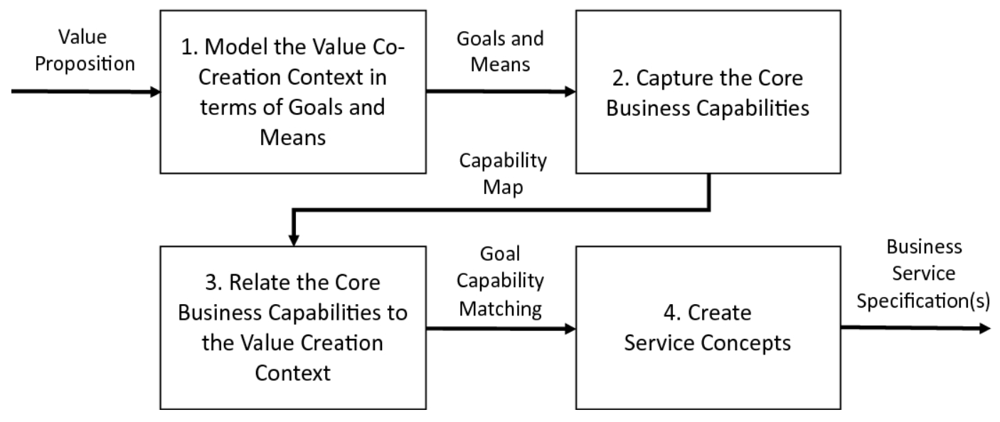 Value
Proposition
1. Model the Value Co-
Creation Context in
terms of Goals and
Means
Goals and
Means
2. Capture the Core
Business Capabilities
Capability
Map
3. Relate the Core
Business Capabilities to
the Value Creation
Context
Goal
Capability
Matching
4. Create
Service Concepts
Business
Service
Specification(s)